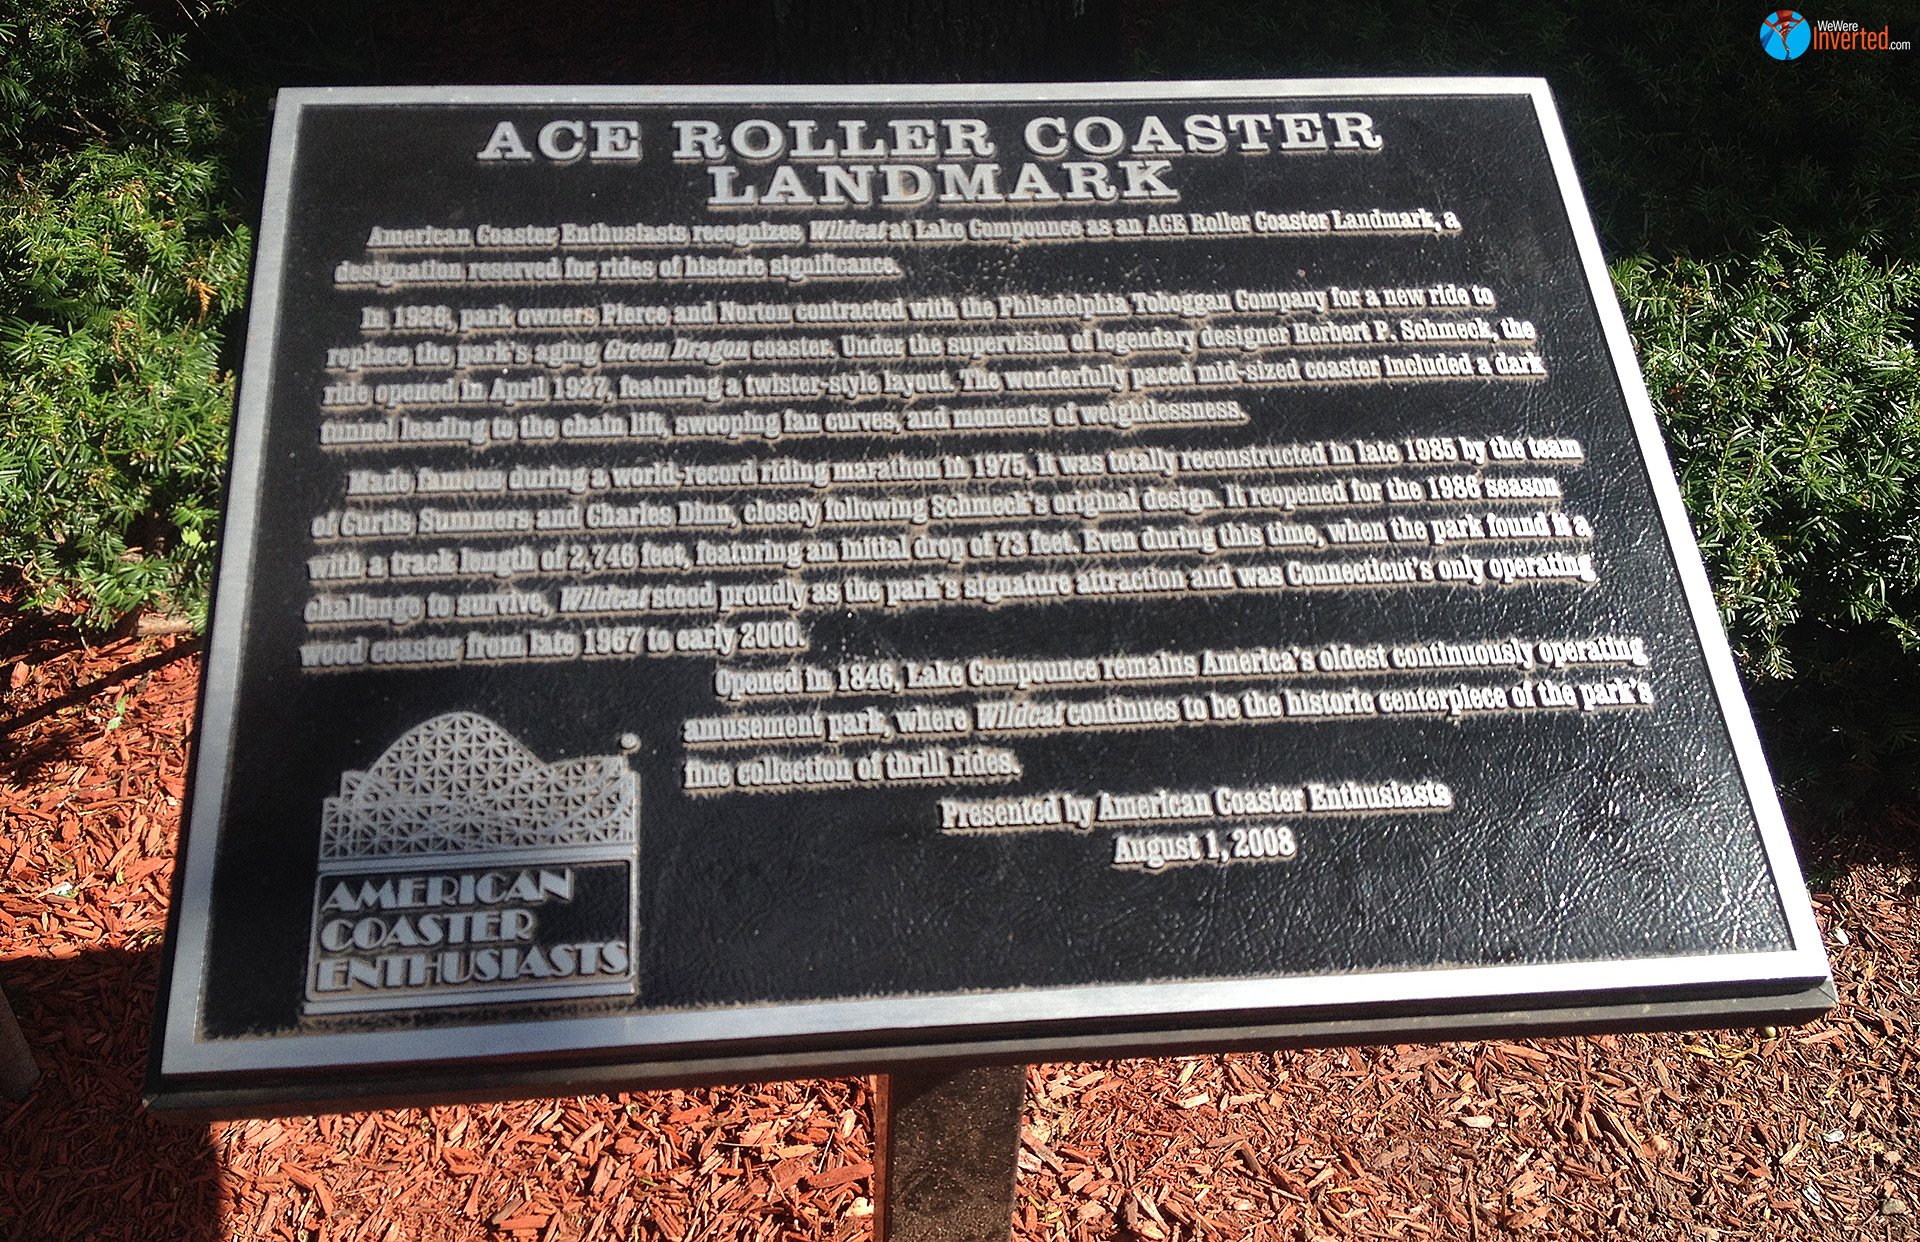 WeWere
Inverted.com
ACE ROLLER COASTER
LANDMARK
American Coaster Enthusiasts recognizes Wildcat at Lake Compounce as an ACE Roller Coaster Landmark, a
designation reserved for rides of historic significance.
In 1926, park owners Pierce and Norton contracted with the Philadelphia Toboggan Company for a new ride to
replace the park's aging Green Dragon coaster. Under the supervision of legendary designer Herbert P. Schmeck, the
ride opened in April 1927, featuring a twister-style layout. The wonderfully paced mid-sized coaster included a dark
tunnel leading to the chain lift, swooping fan curves, and moments of weightlessness.
Made famous during a world-record riding marathon in 1975, it was totally reconstructed in late 1985 by the team
of Curtis Summers and Charles Dinn, closely following Schmeck's original design. It reopened for the 1986 season
with a track length of 2,746 feet, featuring an initial drop of 73 feet. Even during this time, when the park found it a
challenge to survive, Wildcat stood proudly as the park's signature attraction and was Connecticut's only operating
wood coaster from late 1967 to early 2000.
Opened in 1846, Lake Compounce remains America's oldest continuously operating
amusement park, where Wildcat continues to be the historic centerpiece of the park's
fine collection of thrill rides.
Presented by American Coaster Enthusiasts
August 1, 2008
AMERICAN
COASTER
ENTHUSIASTS